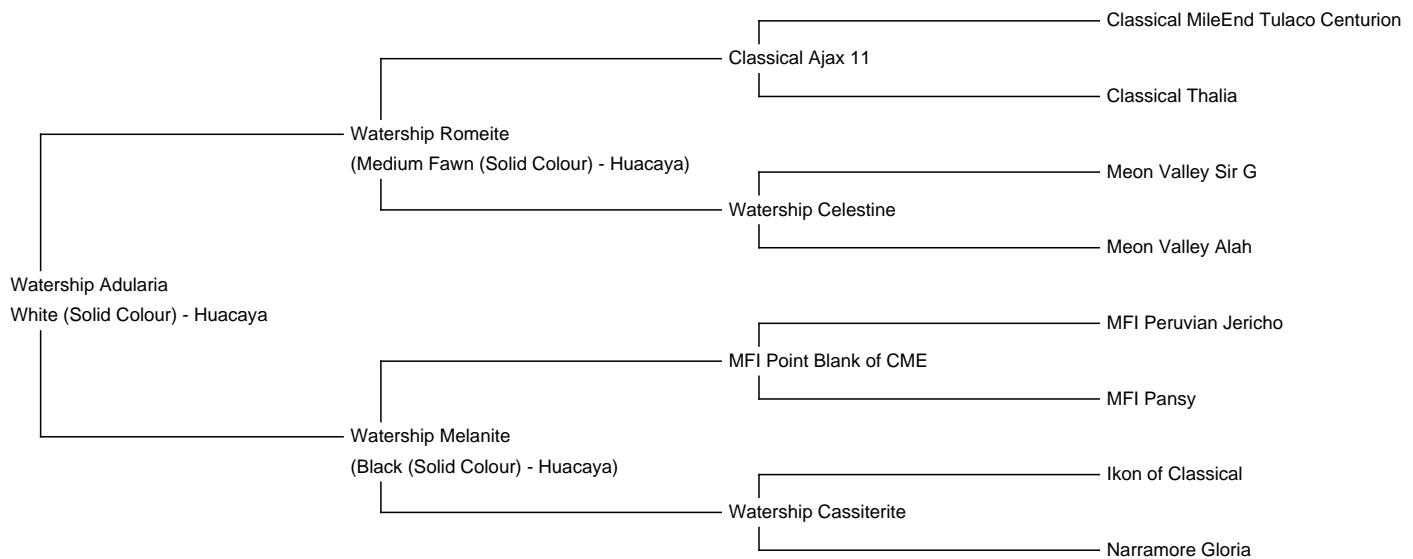 Classical MileEnd Tulaco Centurion
Classical Ajax 11
Classical Thalia
Watership Romeite
(Medium Fawn (Solid Colour) - Huacaya)
Meon Valley Sir G
Watership Celestine
Meon Valley Alah
Watership Adularia
White (Solid Colour) - Huacaya
MFI Peruvian Jericho
MFI Point Blank of CME
MFI Pansy
Watership Melanite
(Black (Solid Colour) - Huacaya)
Ikon of Classical
Watership Cassiterite
Narramore Gloria